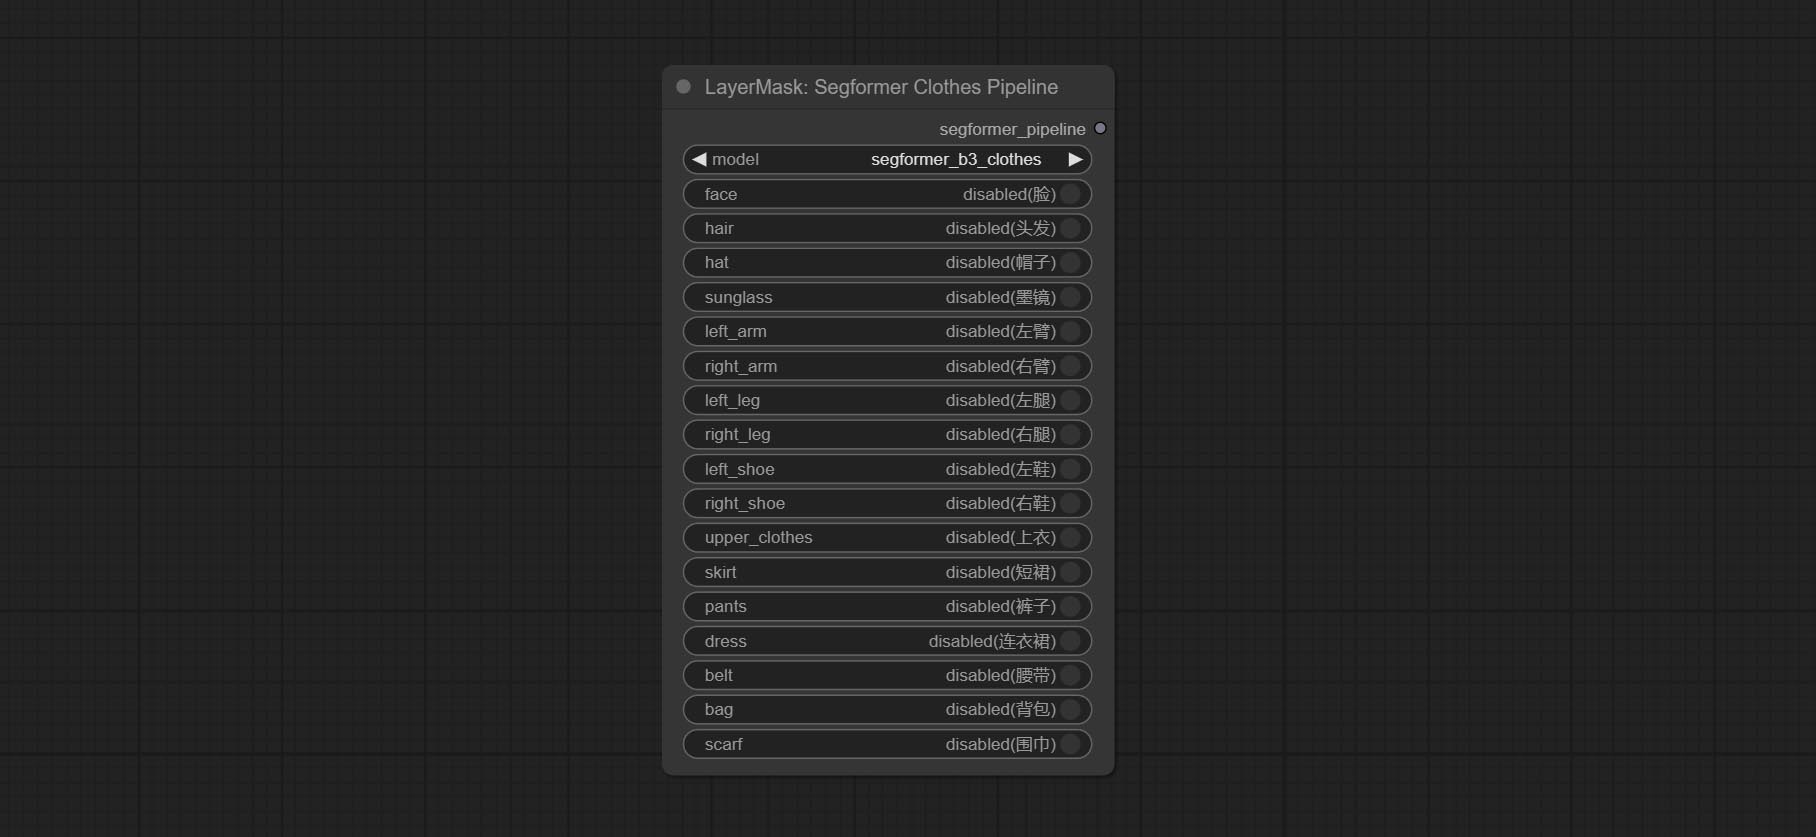 LayerMask: Segformer Clothes Pipeline
segformer_pipeline
model segformer_b3_clothes
face disabled(脸)
hair disabled(头发)
hat disabled(帽子)
sunglass disabled(墨镜)
left_arm disabled(左臂)
right_arm disabled(右臂)
left_leg disabled(左腿)
right_leg disabled(右腿)
left_shoe disabled(左鞋)
right_shoe disabled(右鞋)
upper_clothes disabled(上衣)
skirt disabled(短裙)
pants disabled(裤子)
dress disabled(连衣裙)
belt disabled(腰带)
bag disabled(背包)
scarf disabled(围巾)